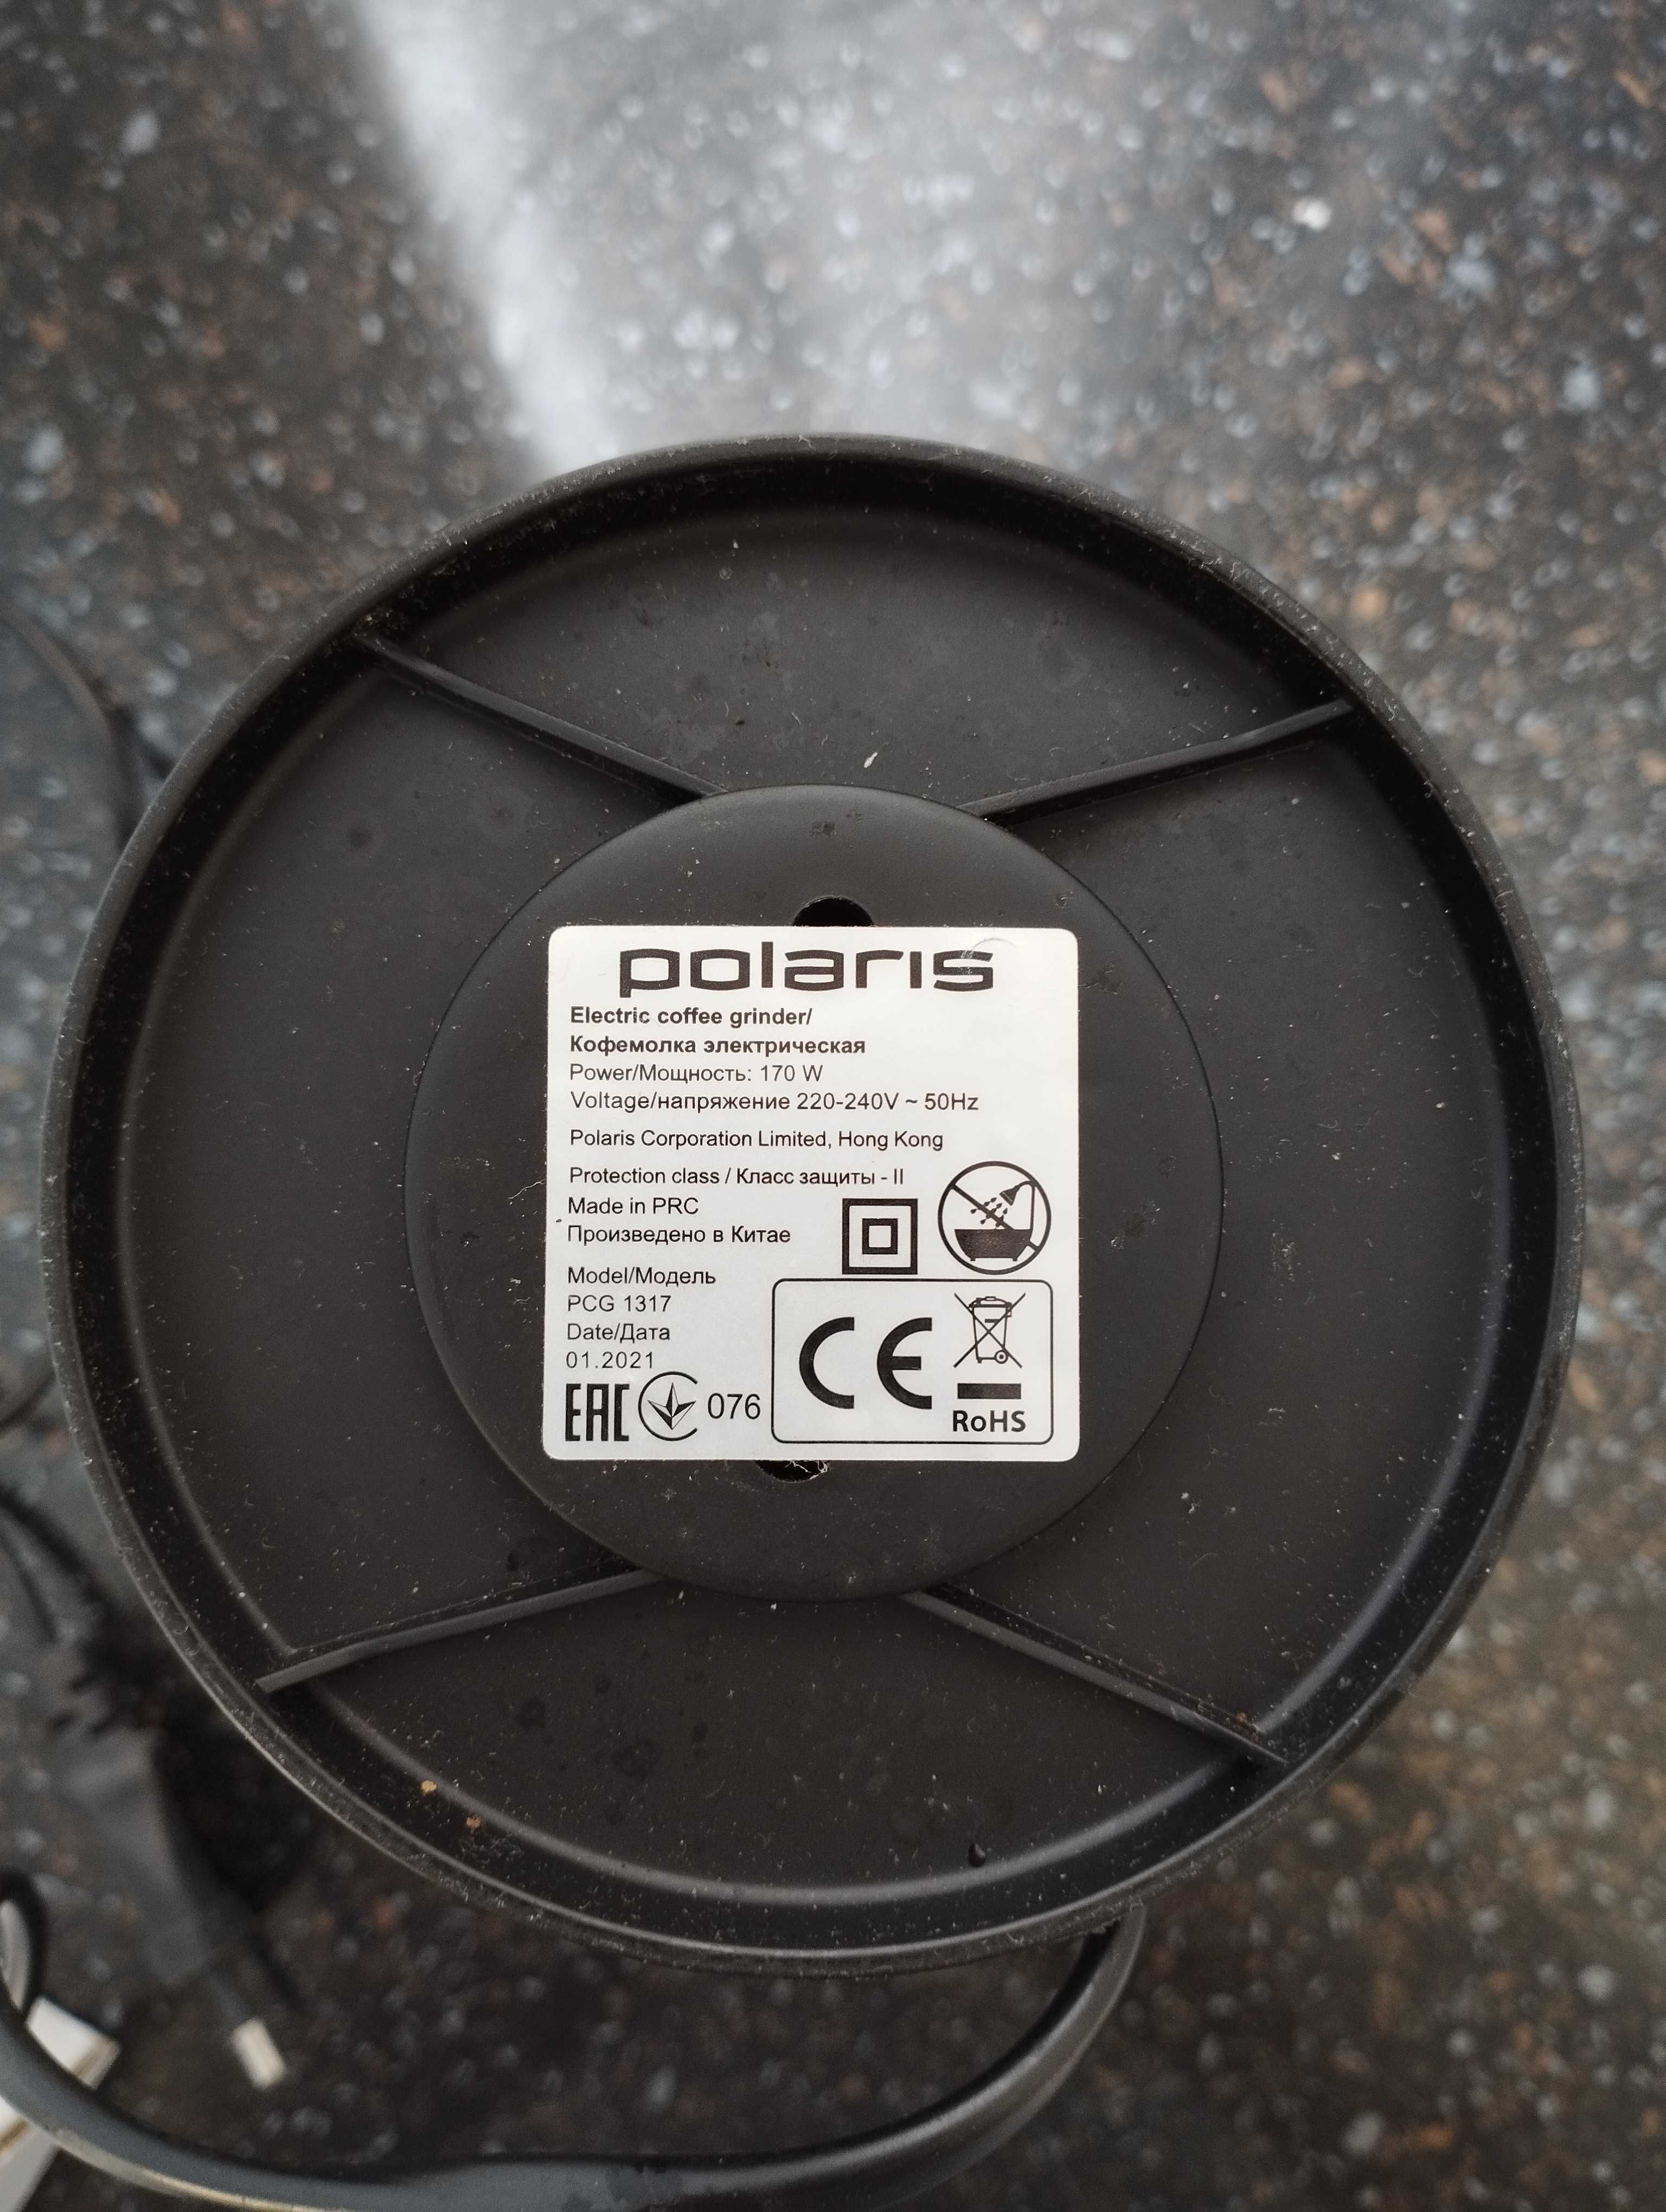 polaris
Electric coffee grinder/
Кофемолка электрическая
Power/Мощность: 170 W
Voltage/напряжение 220-240V ~ 50Hz
Polaris Corporation Limited, Hong Kong
Protection class / Класс защиты - II
Made in PRC
Произведено в Китае
Model/Модель
PCG 1317
Date/Дата
01.2021
EAC 076
CE
RoHS